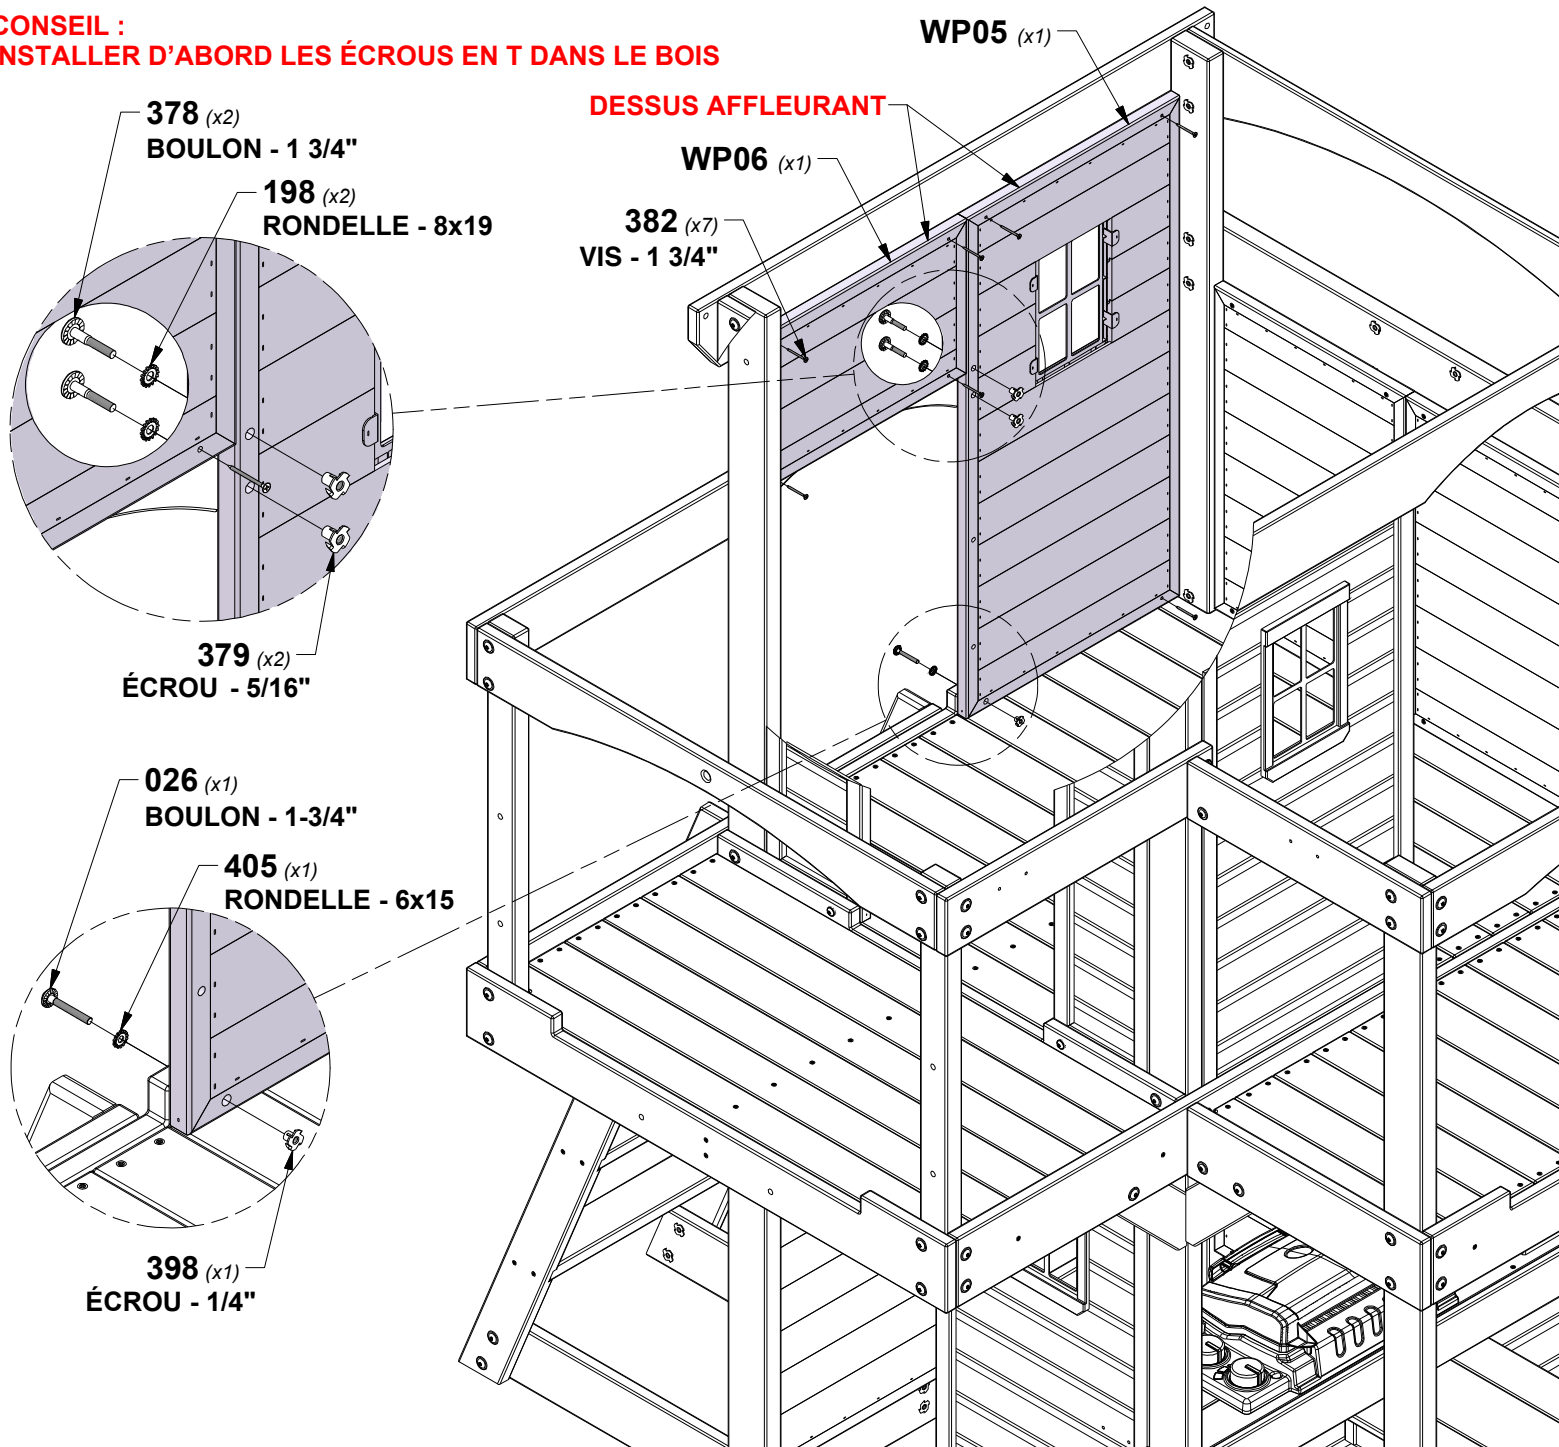 CONSEIL :
INSTALLER D'ABORD LES ÉCROUS EN T DANS LE BOIS
WP05 (x1)
DESSUS AFFLEURANT
WP06 (x1)
382 (x7)
VIS - 1 3/4"
378 (x2)
BOULON - 1 3/4"
198 (x2)
RONDELLE - 8x19
379 (x2)
ÉCROU - 5/16"
026 (x1)
BOULON - 1-3/4"
405 (x1)
RONDELLE - 6x15
398 (x1)
ÉCROU - 1/4"